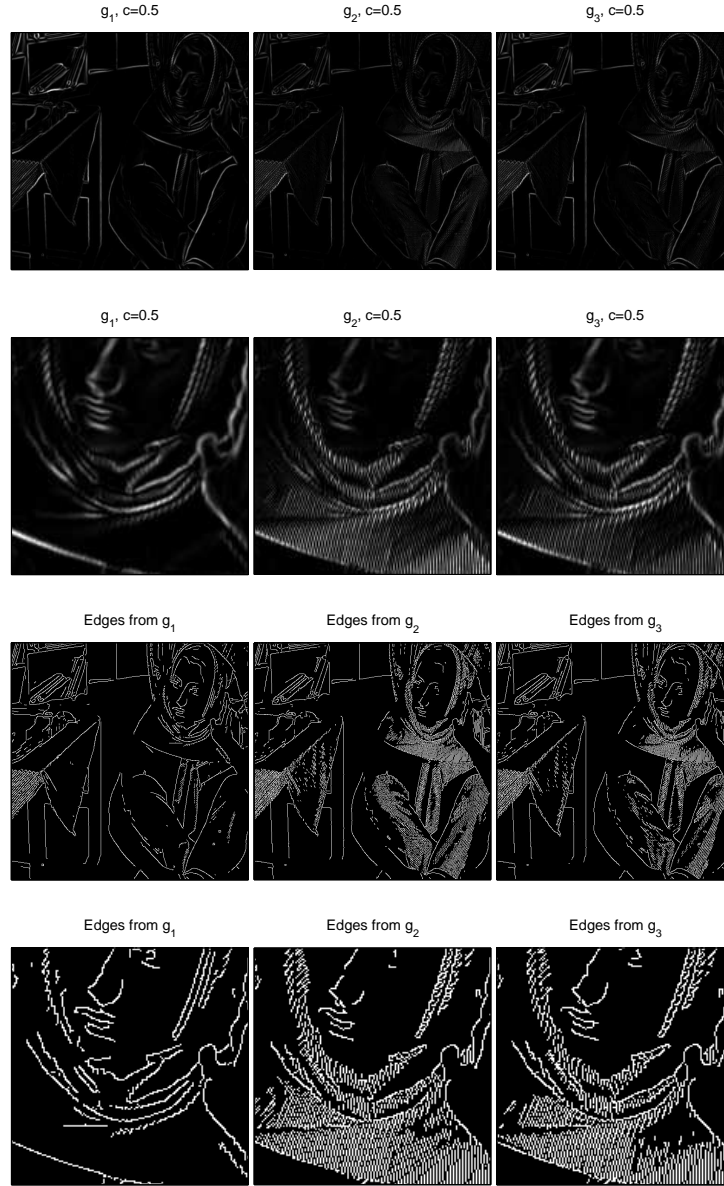 g₁, c=0.5 g₂, c=0.5 g₃, c=0.5
g₁, c=0.5 g₂, c=0.5 g₃, c=0.5
Edges from g₁ Edges from g₂ Edges from g₃
Edges from g₁ Edges from g₂ Edges from g₃